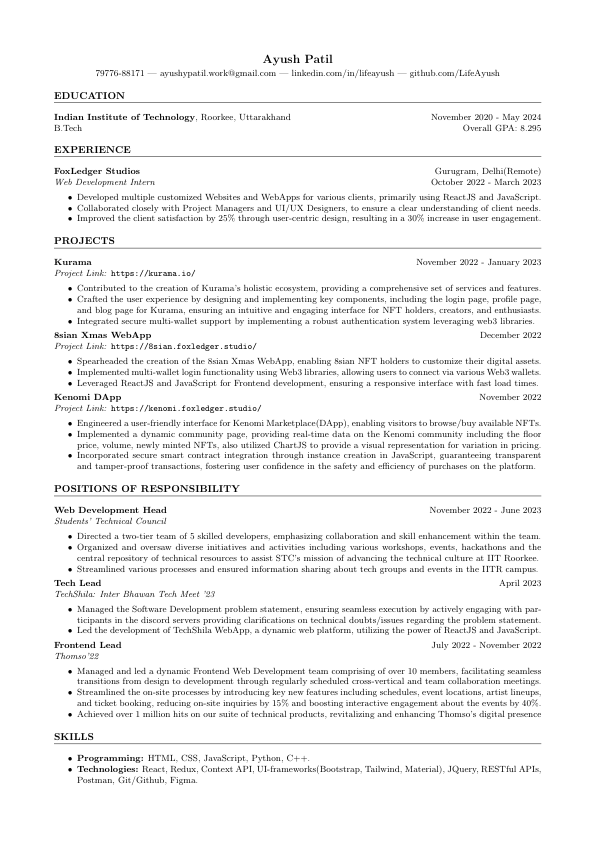 Ayush Patil
79776-88171 — ayushypatil.work@gmail.com — linkedin.com/in/lifeayush — github.com/LifeAyush
EDUCATION
Indian Institute of Technology, Roorkee, Uttarakhand November 2020 - May 2024
B.Tech Overall GPA: 8.295
EXPERIENCE
FoxLedger Studios Gurugram, Delhi(Remote)
Web Development Intern October 2022 - March 2023
• Developed multiple customized Websites and WebApps for various clients, primarily using ReactJS and JavaScript.
• Collaborated closely with Project Managers and UI/UX Designers, to ensure a clear understanding of client needs.
• Improved the client satisfaction by 25% through user-centric design, resulting in a 30% increase in user engagement.
PROJECTS
Kurama November 2022 - January 2023
Project Link: https://kurama.io/
• Contributed to the creation of Kurama's holistic ecosystem, providing a comprehensive set of services and features.
• Crafted the user experience by designing and implementing key components, including the login page, profile page,
and blog page for Kurama, ensuring an intuitive and engaging interface for NFT holders, creators, and enthusiasts.
• Integrated secure multi-wallet support by implementing a robust authentication system leveraging web3 libraries.
8sian Xmas WebApp December 2022
Project Link: https://8sian.foxledger.studio/
• Spearheaded the creation of the 8sian Xmas WebApp, enabling 8sian NFT holders to customize their digital assets.
• Implemented multi-wallet login functionality using Web3 libraries, allowing users to connect via various Web3 wallets.
• Leveraged ReactJS and JavaScript for Frontend development, ensuring a responsive interface with fast load times.
Kenomi DApp November 2022
Project Link: https://kenomi.foxledger.studio/
• Engineered a user-friendly interface for Kenomi Marketplace(DApp), enabling visitors to browse/buy available NFTs.
• Implemented a dynamic community page, providing real-time data on the Kenomi community including the floor
price, volume, newly minted NFTs, also utilized ChartJS to provide a visual representation for variation in pricing.
• Incorporated secure smart contract integration through instance creation in JavaScript, guaranteeing transparent
and tamper-proof transactions, fostering user confidence in the safety and efficiency of purchases on the platform.
POSITIONS OF RESPONSIBILITY
Web Development Head November 2022 - June 2023
Students' Technical Council
• Directed a two-tier team of 5 skilled developers, emphasizing collaboration and skill enhancement within the team.
• Organized and oversaw diverse initiatives and activities including various workshops, events, hackathons and the
central repository of technical resources to assist STC's mission of advancing the technical culture at IIT Roorkee.
• Streamlined various processes and ensured information sharing about tech groups and events in the IITR campus.
Tech Lead April 2023
TechShila: Inter Bhawan Tech Meet '23
• Managed the Software Development problem statement, ensuring seamless execution by actively engaging with par-
ticipants in the discord servers providing clarifications on technical doubts/issues regarding the problem statement.
• Led the development of TechShila WebApp, a dynamic web platform, utilizing the power of ReactJS and JavaScript.
Frontend Lead July 2022 - November 2022
Thomso'22
• Managed and led a dynamic Frontend Web Development team comprising of over 10 members, facilitating seamless
transitions from design to development through regularly scheduled cross-vertical and team collaboration meetings.
• Streamlined the on-site processes by introducing key new features including schedules, event locations, artist lineups,
and ticket booking, reducing on-site inquiries by 15% and boosting interactive engagement about the events by 40%.
• Achieved over 1 million hits on our suite of technical products, revitalizing and enhancing Thomso's digital presence
SKILLS
• Programming: HTML, CSS, JavaScript, Python, C++.
• Technologies: React, Redux, Context API, UI-frameworks(Bootstrap, Tailwind, Material), JQuery, RESTful APIs,
Postman, Git/Github, Figma.